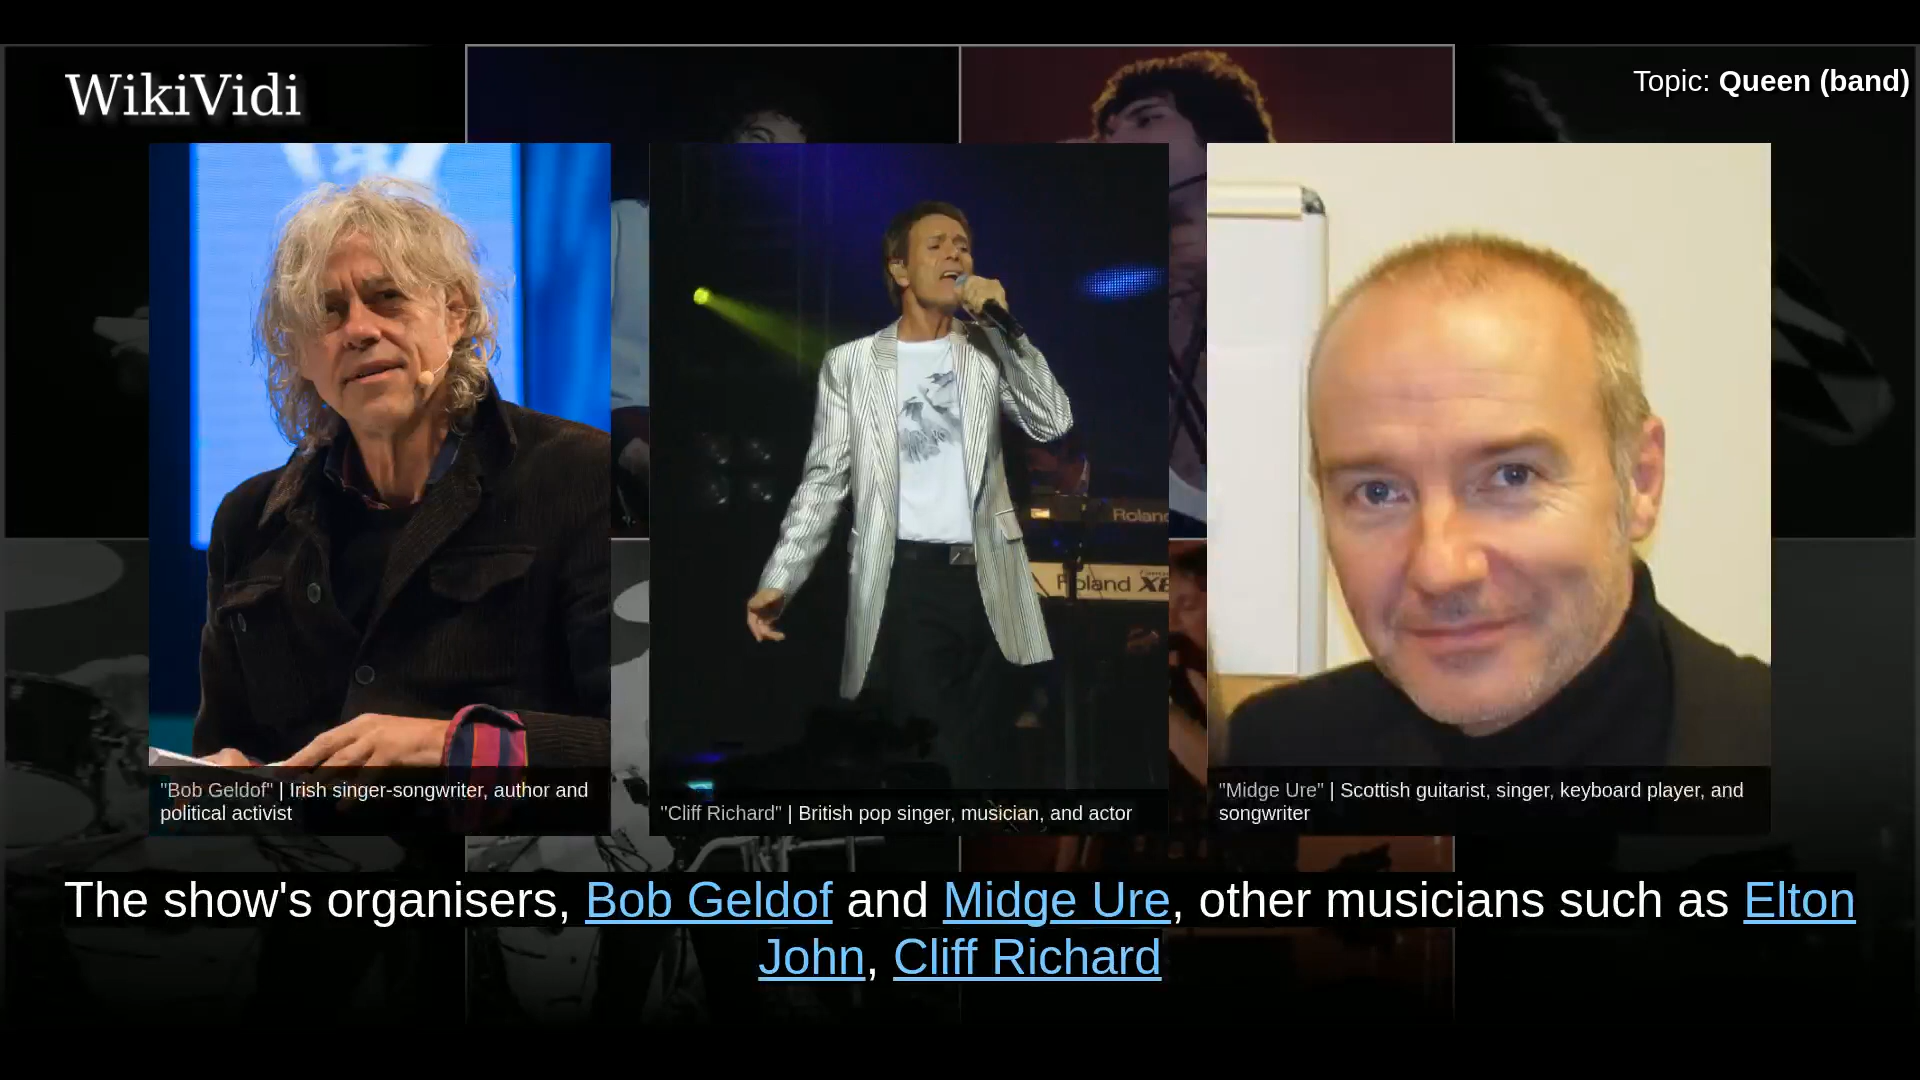 WikiVidi
Topic: Queen (band)
Roland
Roland
"Bob Geldof" | Irish singer-songwriter, author and
political activist
"Cliff Richard" | British pop singer, musician, and actor
"Midge Ure" | Scottish guitarist, singer, keyboard player, and
songwriter
The show's organisers, Bob Geldof and Midge Ure, other musicians such as Elton
John, Cliff Richard